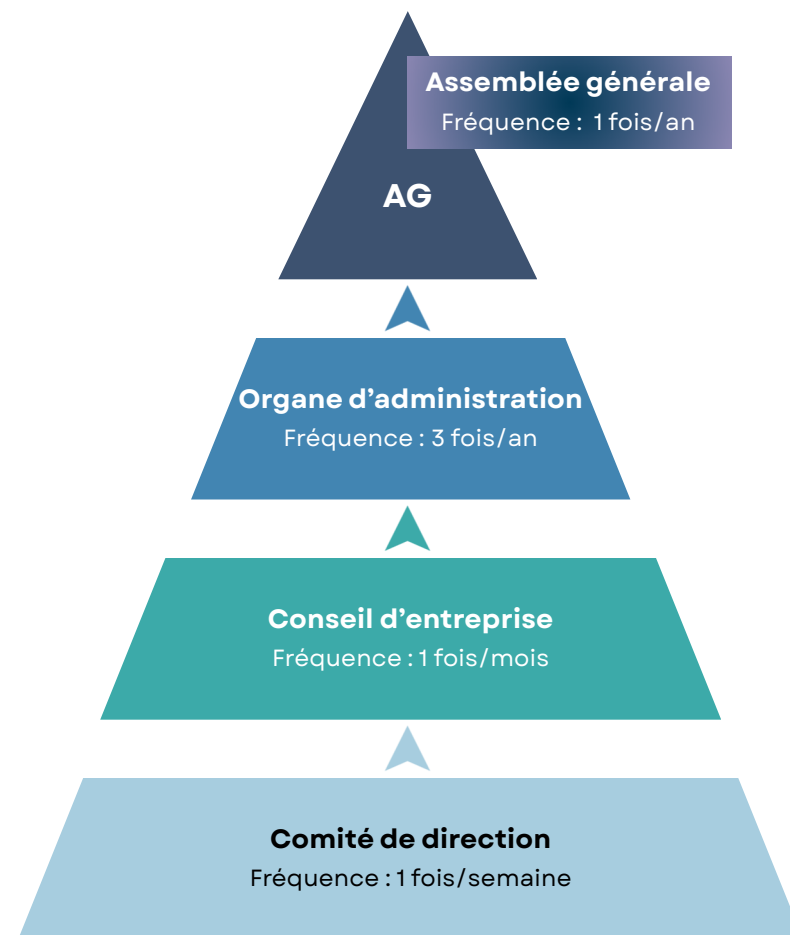 Assemblée générale
Fréquence : 1 fois/an
AG
Organe d’administration
Fréquence : 3 fois/an
Conseil d’entreprise
Fréquence : 1 fois/mois
Comité de direction
Fréquence : 1 fois/semaine